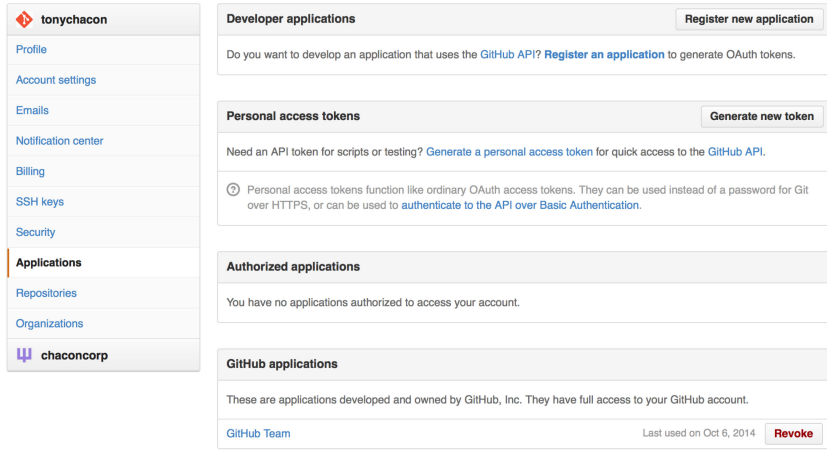 tonychacon
Profile
Account settings
Emails
Notification center
Billing
SSH keys
Security
Applications
Repositories
Organizations
chaconcorp
Developer applications
Register new application
Do you want to develop an application that uses the GitHub API? Register an application to generate OAuth tokens.
Personal access tokens
Generate new token
Need an API token for scripts or testing? Generate a personal access token for quick access to the GitHub API.
Personal access tokens function like ordinary OAuth access tokens. They can be used instead of a password for Git
over HTTPS, or can be used to authenticate to the API over Basic Authentication.
Authorized applications
You have no applications authorized to access your account.
GitHub applications
These are applications developed and owned by GitHub, Inc. They have full access to your GitHub account.
GitHub Team
Last used on Oct 6, 2014
Revoke